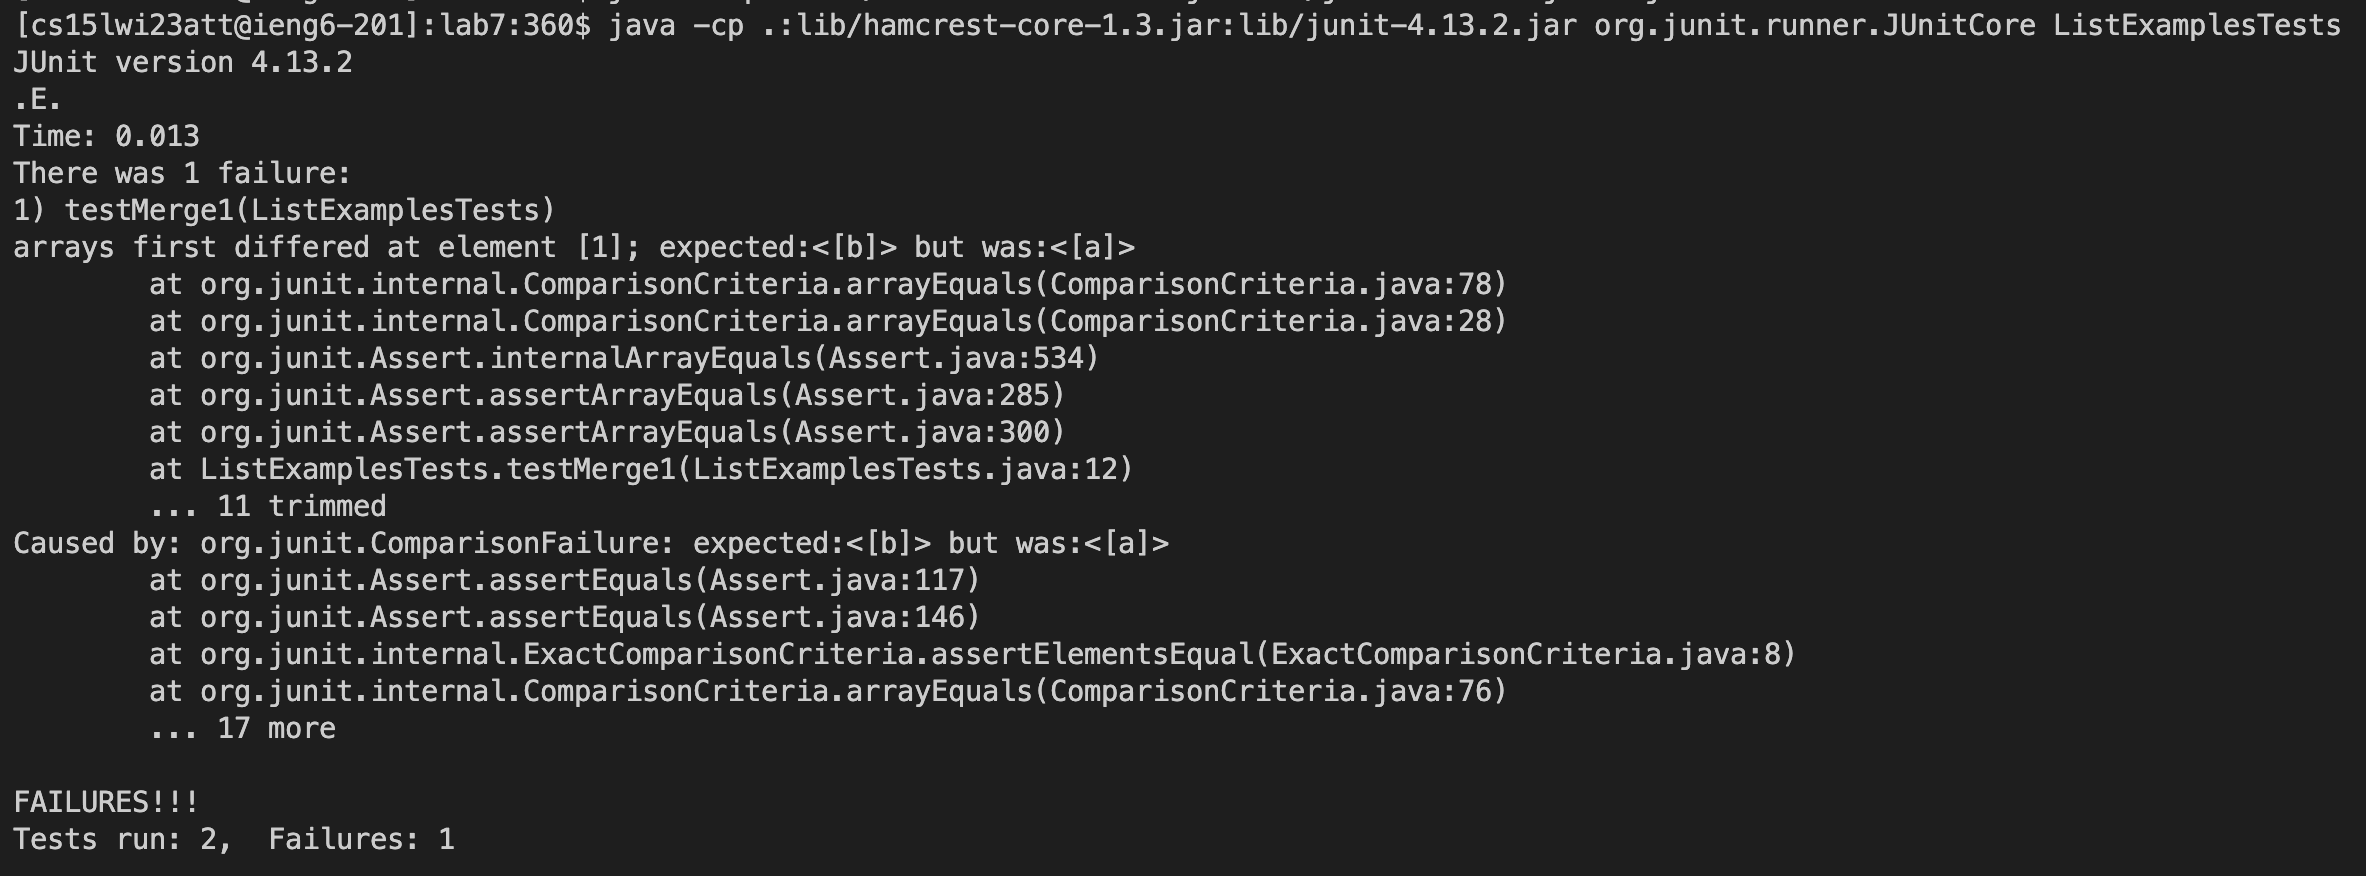 [cs15lwi23att@ieng6-201]:lab7:360$ java -cp .:lib/hamcrest-core-1.3.jar:lib/junit-4.13.2.jar org.junit.runner.JUnitCore ListExamplesTests
JUnit version 4.13.2
.E.
Time: 0.013
There was 1 failure:
1) testMerge1(ListExamplesTests)
arrays first differed at element [1]; expected:<[b]> but was:<[a]>
        at org.junit.internal.ComparisonCriteria.arrayEquals(ComparisonCriteria.java:78)
        at org.junit.internal.ComparisonCriteria.arrayEquals(ComparisonCriteria.java:28)
        at org.junit.Assert.internalArrayEquals(Assert.java:534)
        at org.junit.Assert.assertArrayEquals(Assert.java:285)
        at org.junit.Assert.assertArrayEquals(Assert.java:300)
        at ListExamplesTests.testMerge1(ListExamplesTests.java:12)
        ... 11 trimmed
Caused by: org.junit.ComparisonFailure: expected:<[b]> but was:<[a]>
        at org.junit.Assert.assertEquals(Assert.java:117)
        at org.junit.Assert.assertEquals(Assert.java:146)
        at org.junit.internal.ExactComparisonCriteria.assertElementsEqual(ExactComparisonCriteria.java:8)
        at org.junit.internal.ComparisonCriteria.arrayEquals(ComparisonCriteria.java:76)
        ... 17 more

FAILURES!!!
Tests run: 2,  Failures: 1